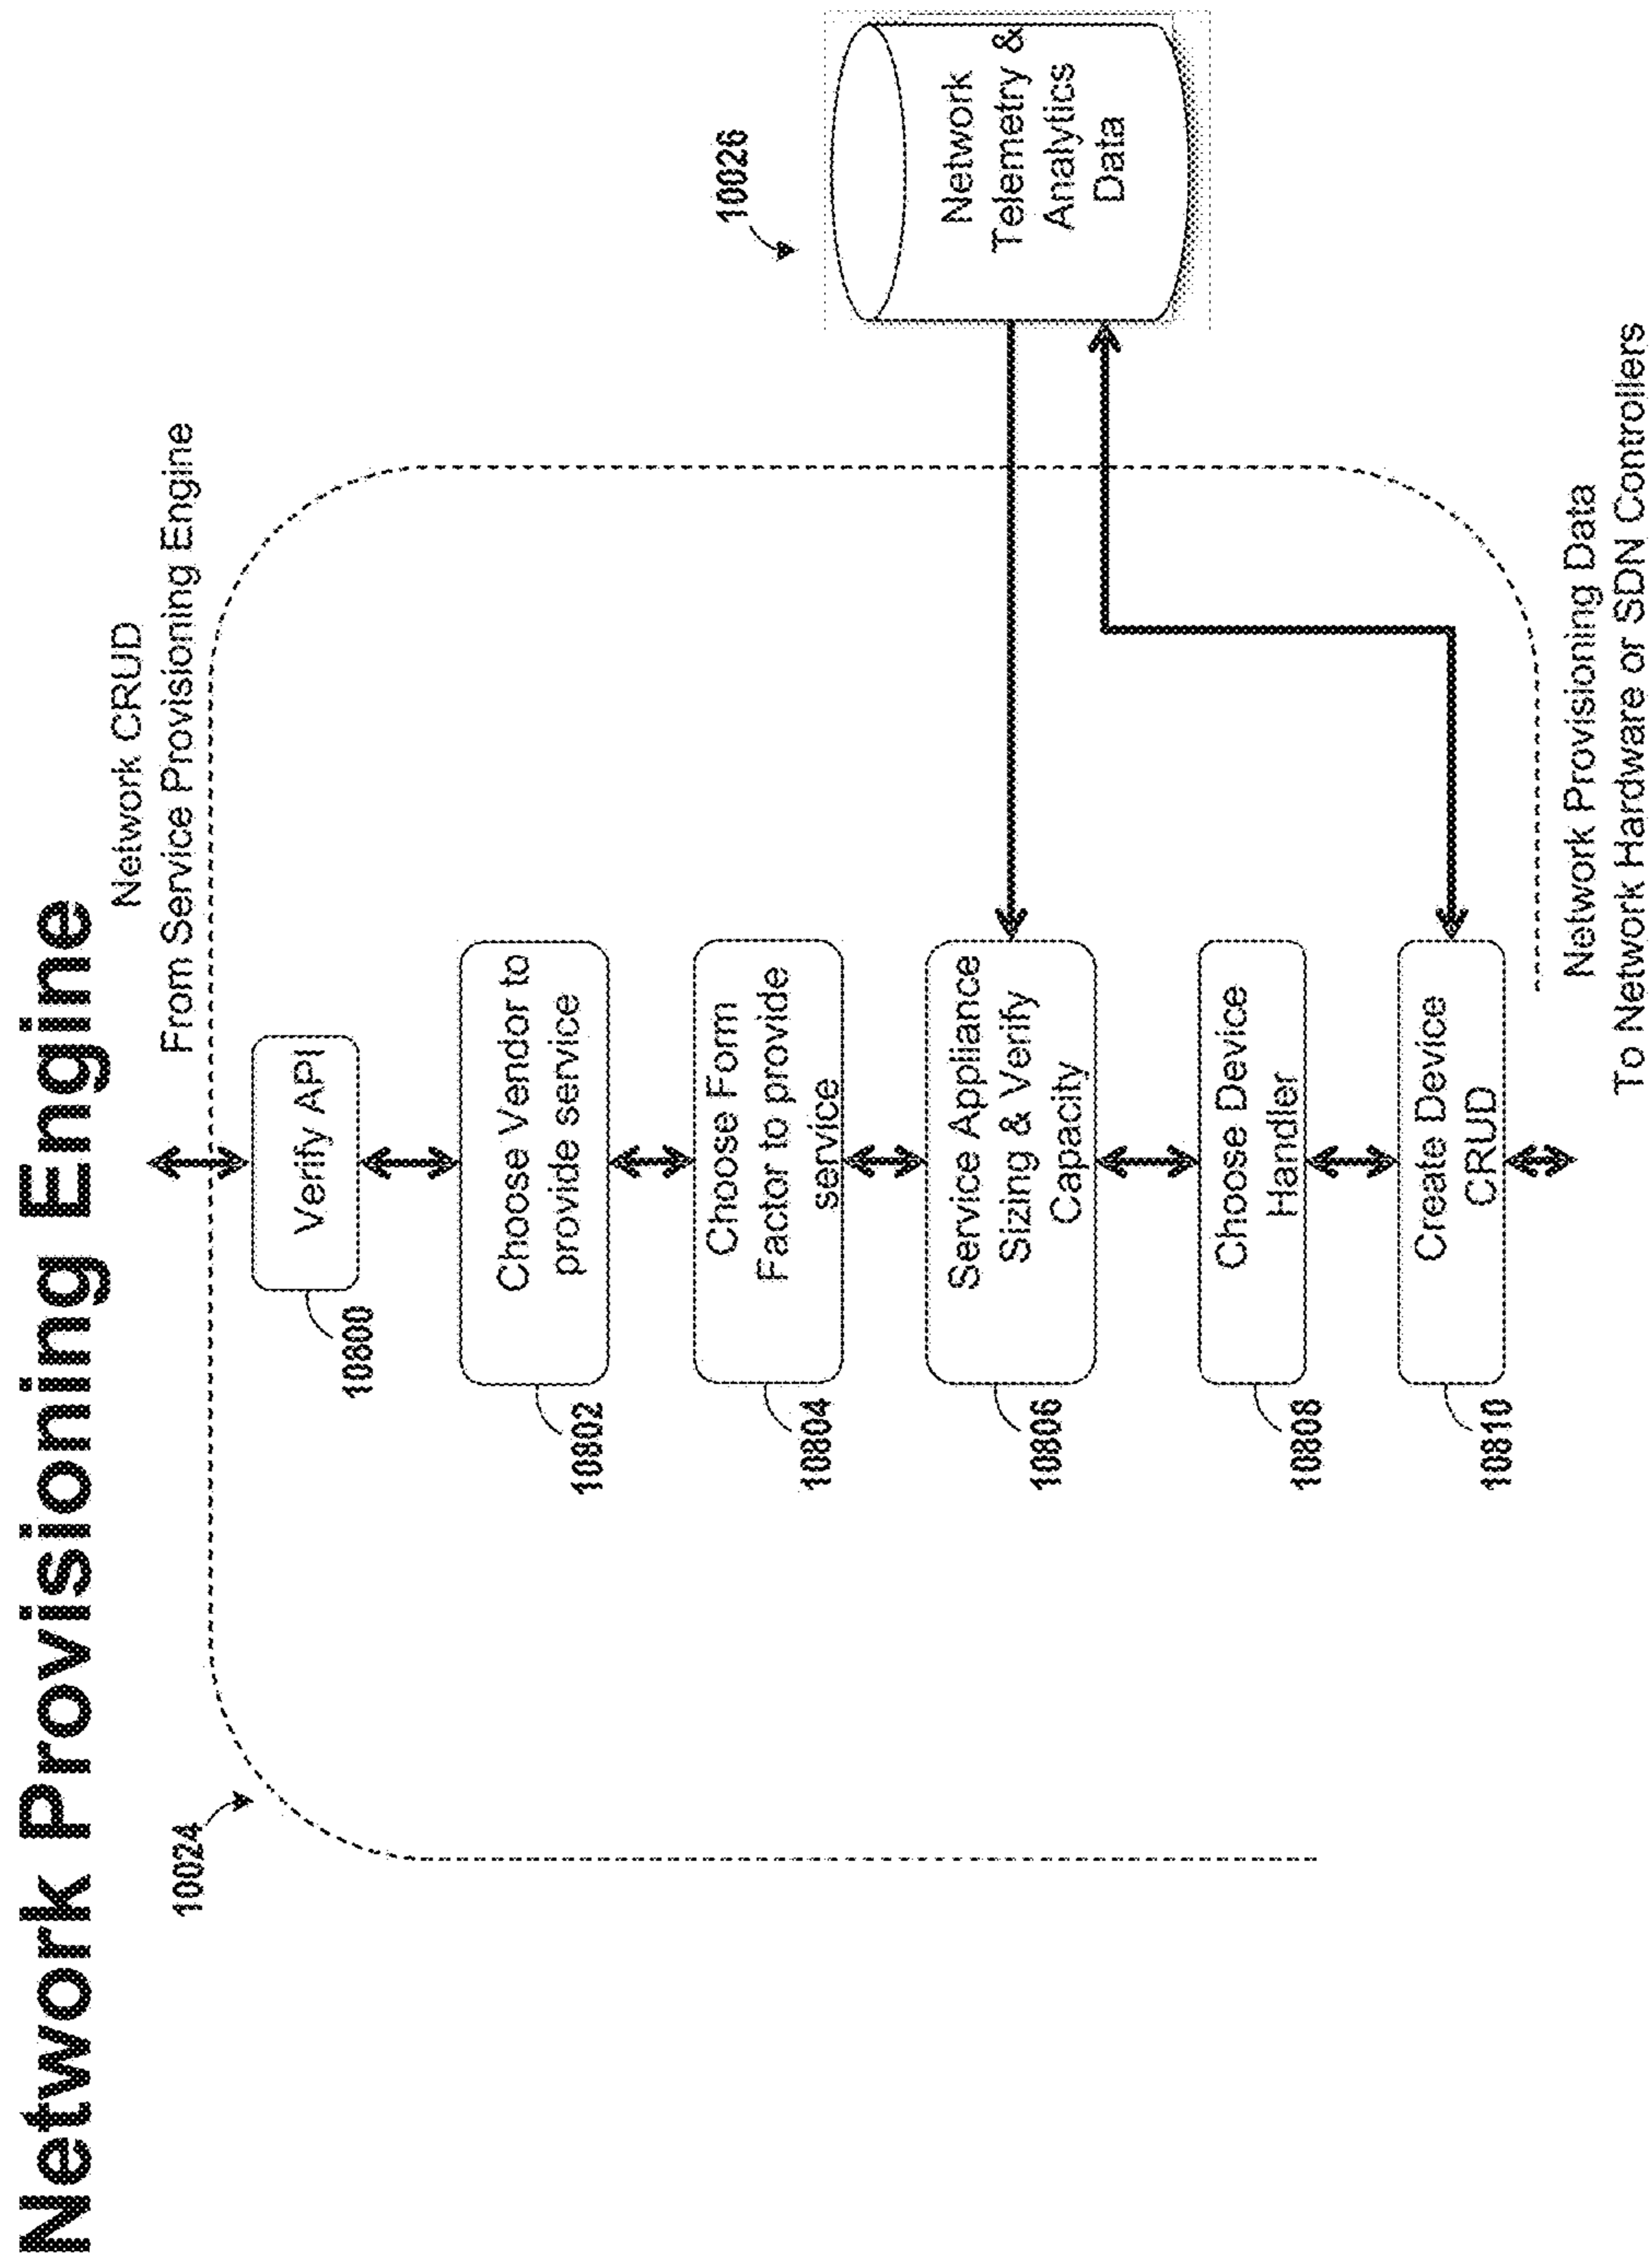 Network Provisioning Engine
Network CRUD
From Service Provisioning Engine
10024
Verify API
10800
Choose Vendor to
provide service
10802
Choose Form
Factor to provide
service
10804
Service Appliance
Sizing & Verify
Capacity
10806
Choose Device
Handler
10808
Create Device
CRUD
10810
10026
Network
Telemetry &
Analytics
Data
Network Provisioning Data
To Network Hardware or SDN Controllers